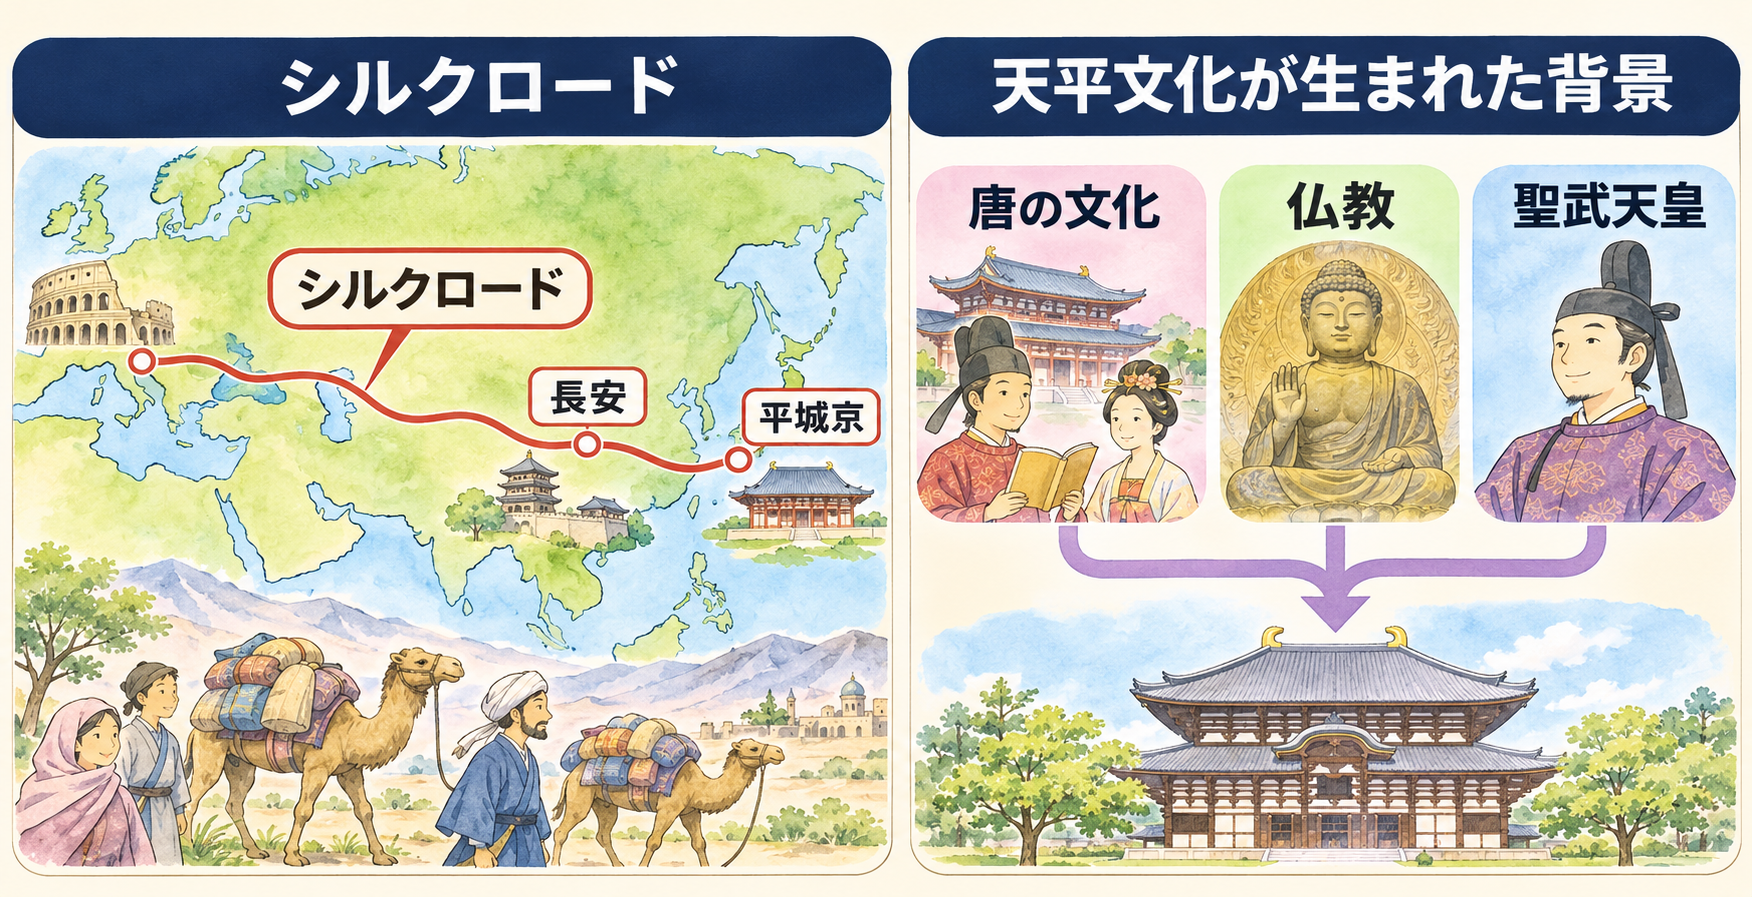 シルクロード
シルクロード
長安
平城京
天平文化が生まれた背景
唐の文化
仏教
聖武天皇